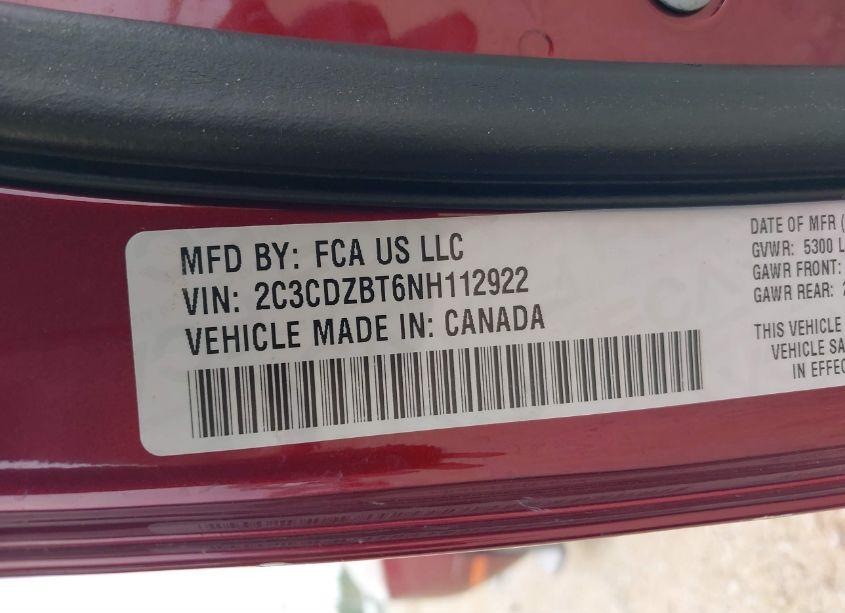 MFD BY: FCA US LLC
VIN: 2C3CDZBT6NH112922
VEHICLE MADE IN: CANADA
DATE OF MFR (
GVWR: 5300 L
GAWR FRONT:
GAWR REAR: 2
THIS VEHICLE
VEHICLE SA
IN EFFEC